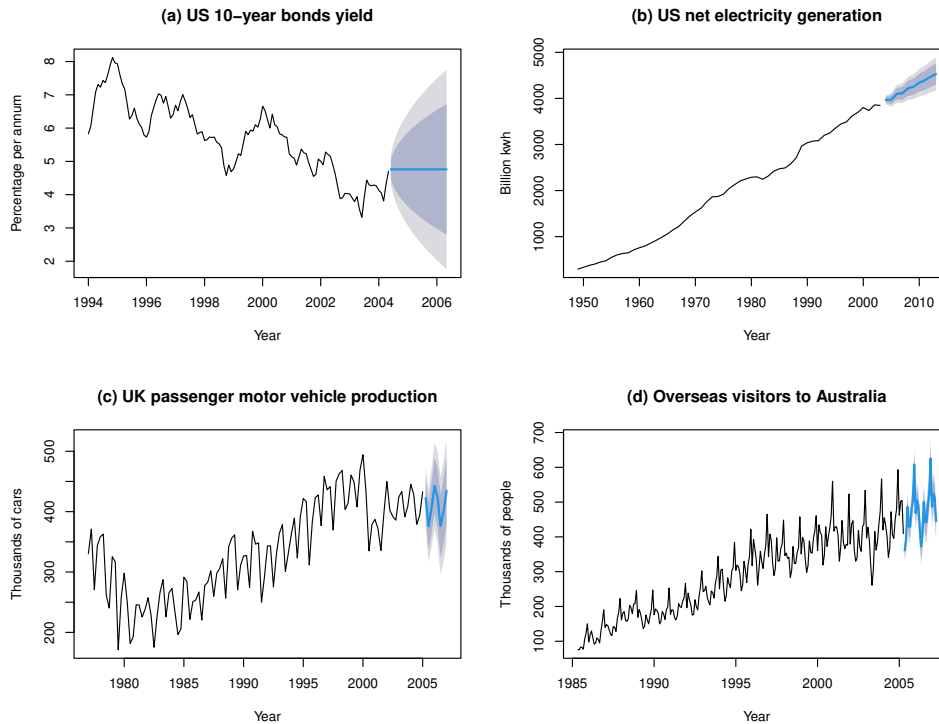 (a) US 10−year bonds yield
Percentage per annum
8
7
6
5
4
3
2
1994 1996 1998 2000 2002 2004 2006
Year
(b) US net electricity generation
Billion kwh
5000
4000
3000
2000
1000
1950 1960 1970 1980 1990 2000 2010
Year
(c) UK passenger motor vehicle production
Thousands of cars
500
400
300
200
1980 1985 1990 1995 2000 2005
Year
(d) Overseas visitors to Australia
Thousands of people
700
600
500
400
300
200
100
1985 1990 1995 2000 2005
Year